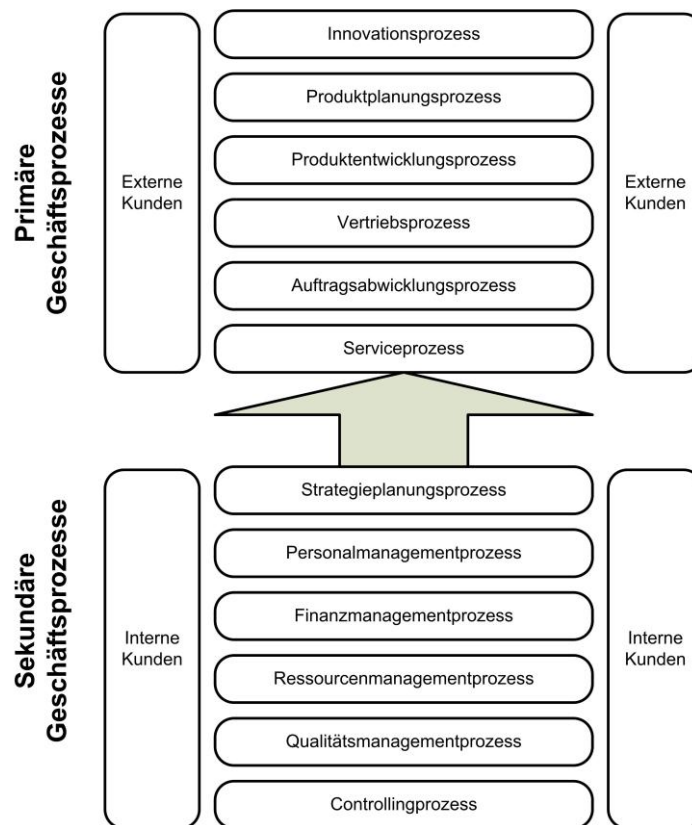 Primäre
Geschäftsprozesse
Externe
Kunden
Innovationsprozess
Produktplanungsprozess
Produktentwicklungsprozess
Vertriebsprozess
Auftragsabwicklungsprozess
Serviceprozess
Externe
Kunden
Sekundäre
Geschäftsprozesse
Interne
Kunden
Strategieplanungsprozess
Personalmanagementprozess
Finanzmanagementprozess
Ressourcenmanagementprozess
Qualitätsmanagementprozess
Controllingprozess
Interne
Kunden